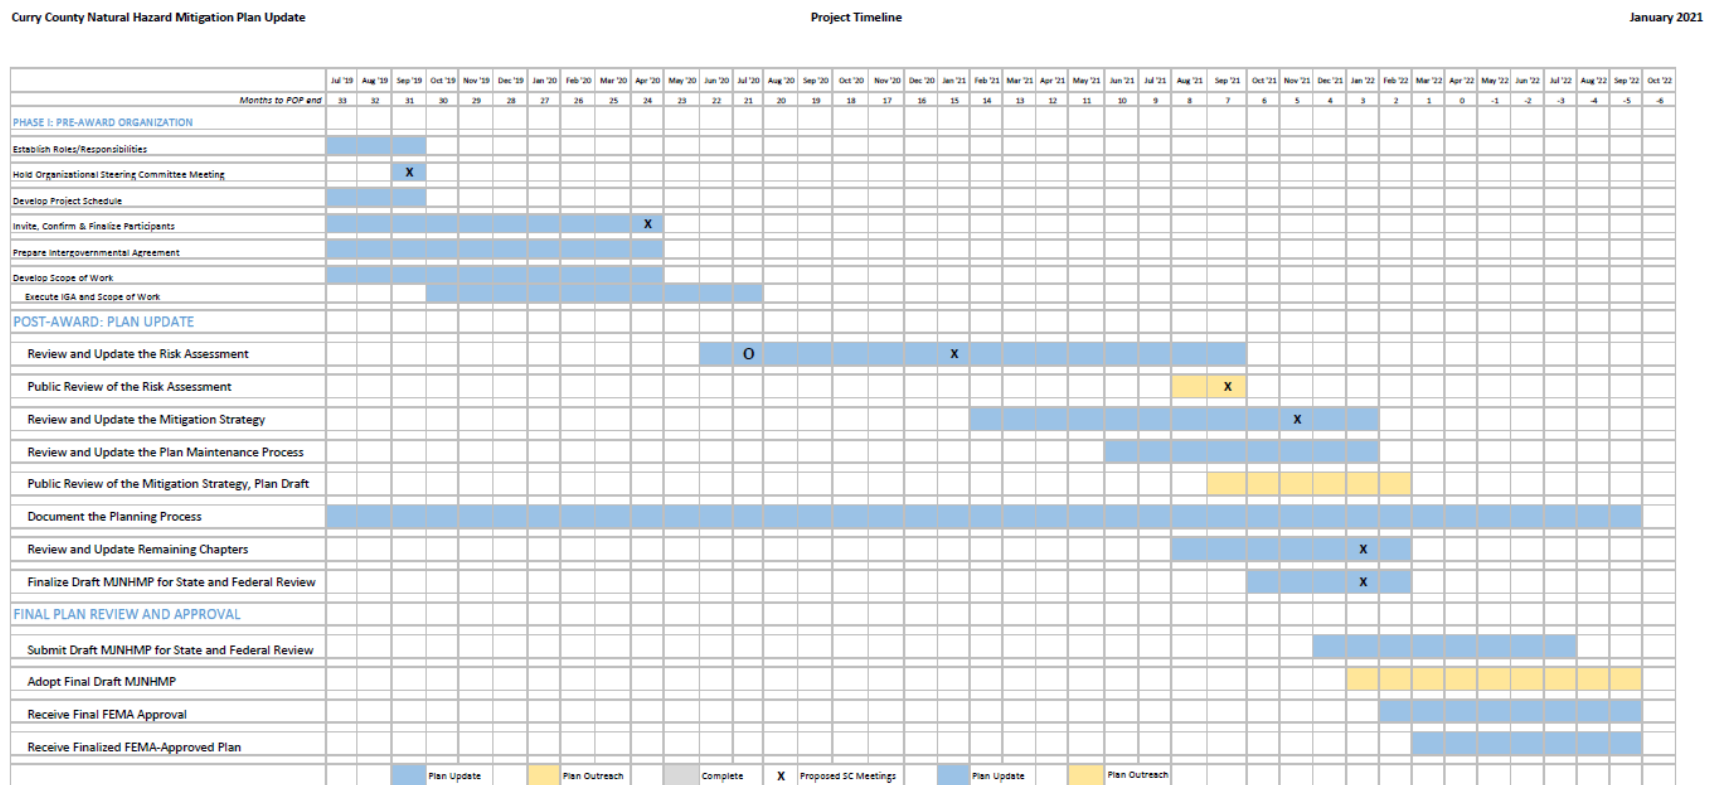 Curry County Natural Hazard Mitigation Plan Update Project Timeline January 2021
Jul '19 Aug '19 Sep '19 Oct '19 Nov '19 Dec '19 Jan '20 Feb '20 Mar '20 Apr '20 May '20 Jun '20 Jul '20 Aug '20 Sep '20 Oct '20 Nov '20 Dec '20 Jan '21 Feb '21 Mar '21 Apr '21 May '21 Jun '21 Jul '21 Aug '21 Sep '21 Oct '21 Nov '21 Dec '21 Jan '22 Feb '22 Mar '22 Apr '22 May '22 Jun '22 Jul '22 Aug '22 Sep '22 Oct '22
Months to POP end 33 32 31 30 29 28 27 26 25 24 23 22 21 20 19 18 17 16 15 14 13 12 11 10 9 8 7 6 5 4 3 2 1 0 -1 -2 -3 -4 -5 -6
PHASE I: PRE-AWARD ORGANIZATION
Establish Roles/Responsibilities
Hold Organizational Steering Committee Meeting X
Develop Project Schedule
Invite, Confirm & Finalize Participants X
Prepare Intergovernmental Agreement
Develop Scope of Work
Execute IGA and Scope of Work
POST-AWARD: PLAN UPDATE
Review and Update the Risk Assessment O X
Public Review of the Risk Assessment X
Review and Update the Mitigation Strategy X
Review and Update the Plan Maintenance Process
Public Review of the Mitigation Strategy, Plan Draft
Document the Planning Process
Review and Update Remaining Chapters X
Finalize Draft MJNHMP for State and Federal Review X
FINAL PLAN REVIEW AND APPROVAL
Submit Draft MJNHMP for State and Federal Review
Adopt Final Draft MJNHMP
Receive Final FEMA Approval
Receive Finalized FEMA-Approved Plan
Plan Update Plan Outreach Complete X Proposed SC Meetings Plan Update Plan Outreach